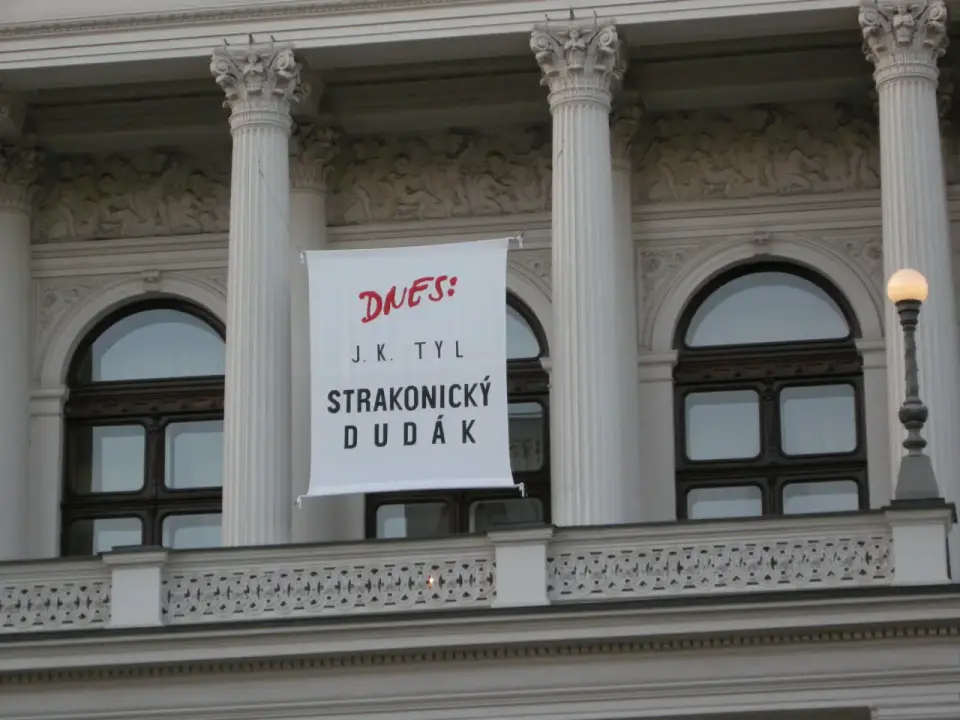 DNES:
J. K. TYL
STRAKONICKÝ
DUDÁK